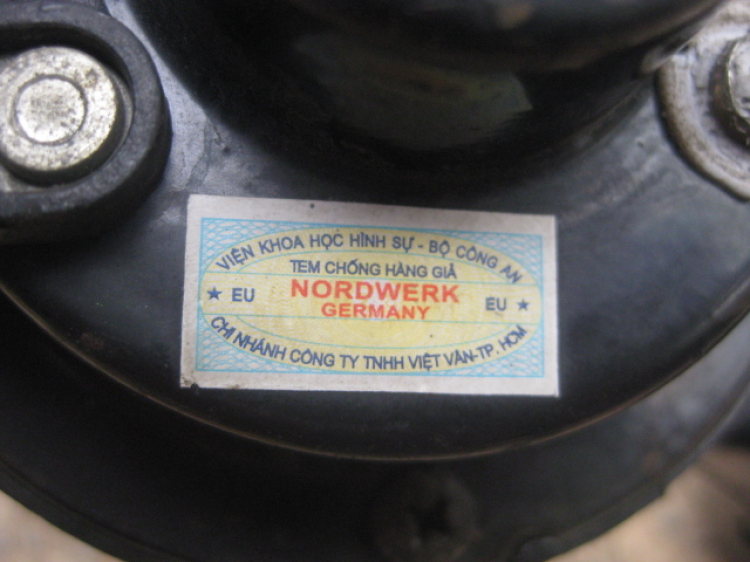 VIỆN KHOA HỌC HÌNH SỰ - BỘ CÔNG AN
TEM CHỐNG HÀNG GIẢ
★ EU NORDWERK EU ★
GERMANY
CHI NHÁNH CÔNG TY TNHH VIỆT VĂN-TP. HCM